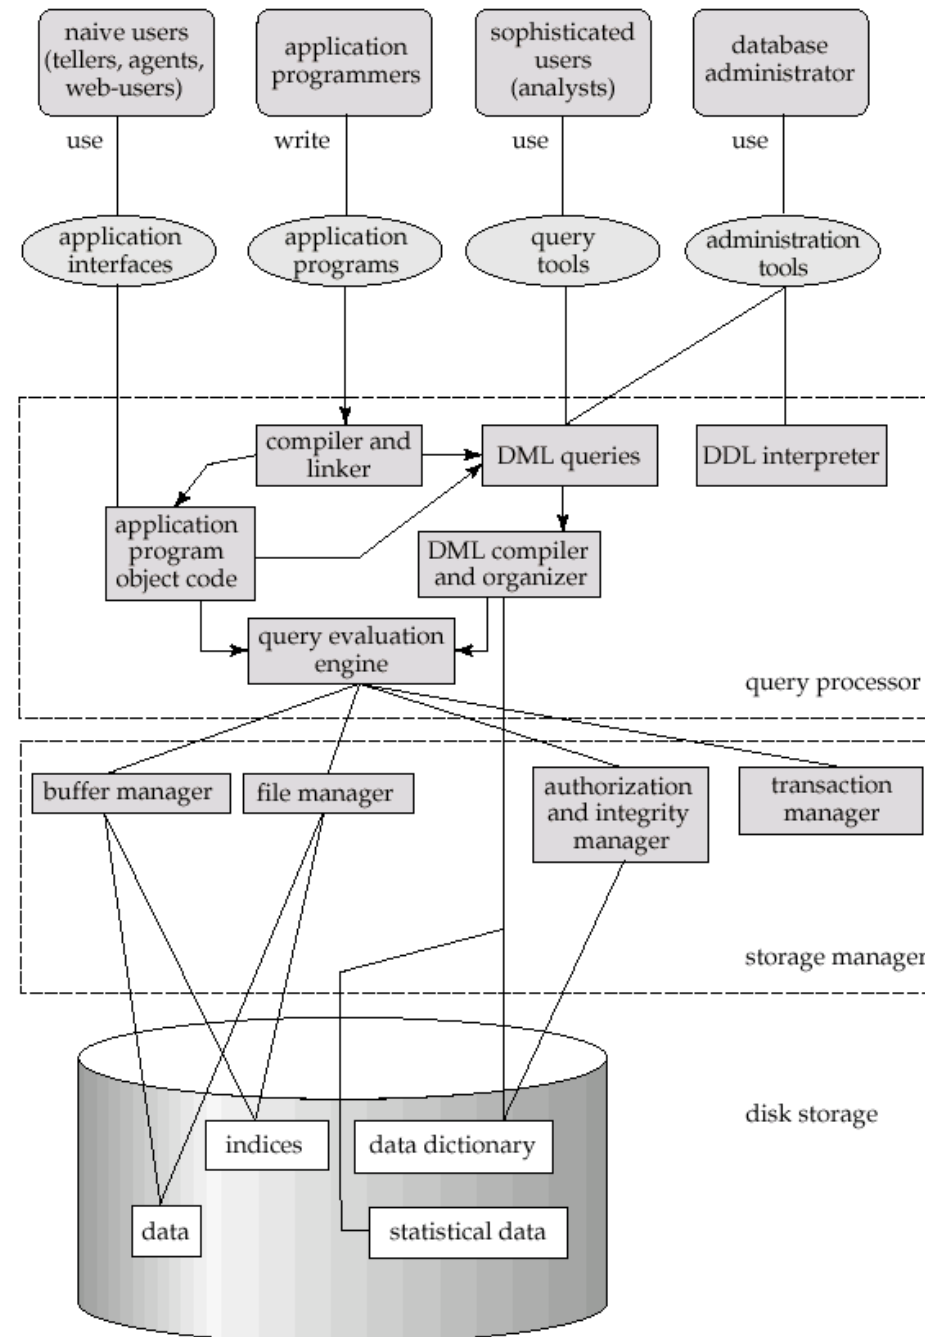 naive users
(tellers, agents,
web-users)
application
programmers
sophisticated
users
(analysts)
database
administrator
use
write
use
use
application
interfaces
application
programs
query
tools
administration
tools
compiler and
linker
DML queries
DDL interpreter
application
program
object code
DML compiler
and organizer
query evaluation
engine
query processor
buffer manager
file manager
authorization
and integrity
manager
transaction
manager
storage manager
disk storage
indices
data dictionary
data
statistical data